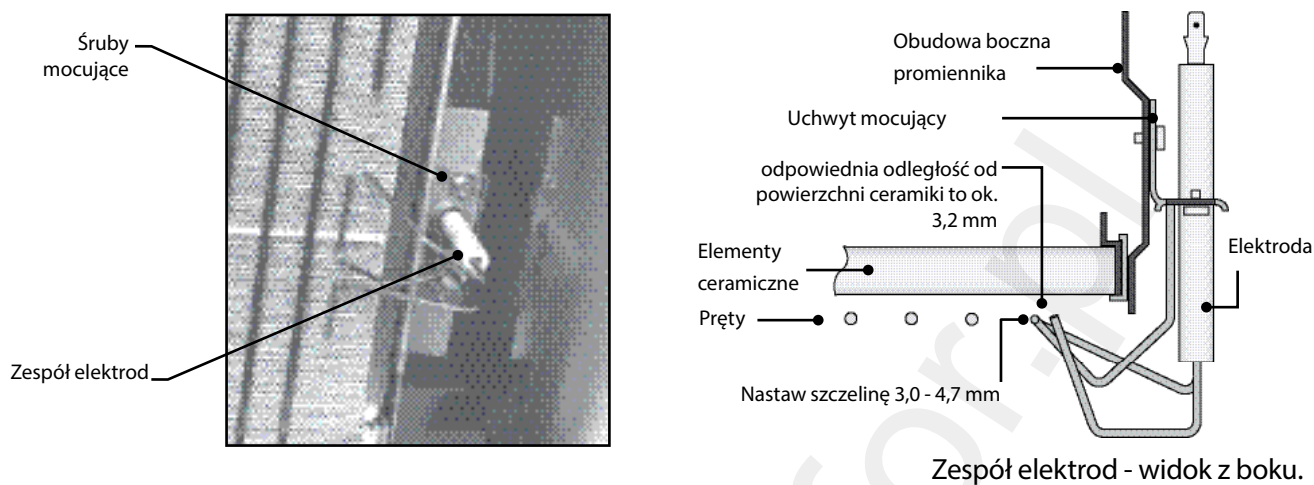 Śruby
mocujące
Zespół elektrod
Obudowa boczna
promiennika
Uchwyt mocujący
odpowiednia odległość od
powierzchni ceramiki to ok.
3,2 mm
Elementy
ceramiczne
Elektroda
Pręty
Nastaw szczelinę 3,0 - 4,7 mm
Zespół elektrod - widok z boku.